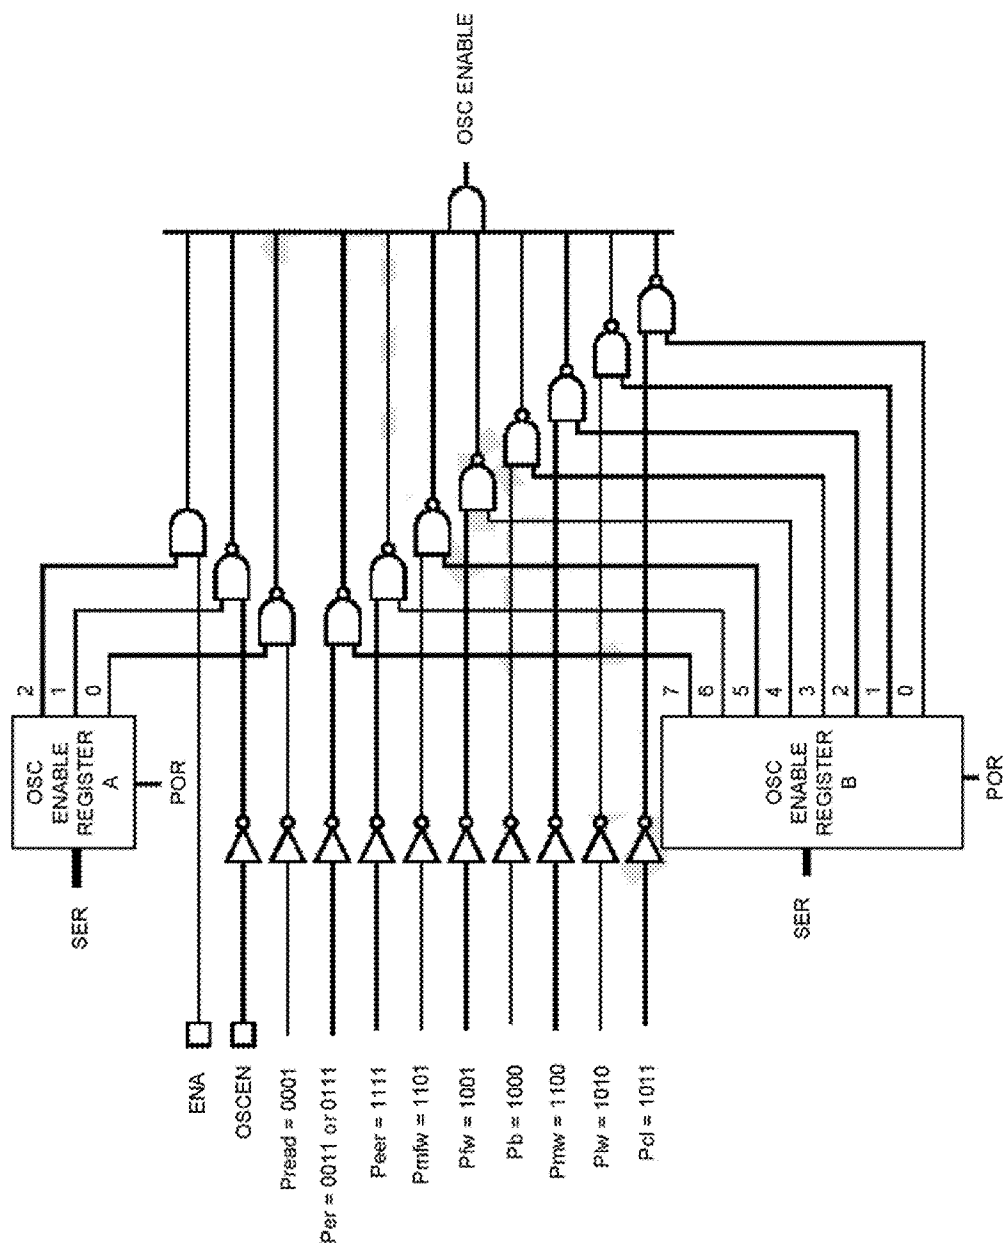 OSC
ENABLE
REGISTER
A
2
1
0
SER
POR
ENA
OSCEN
Pread = 0001
Per = 0011 or 0111
Peer = 1111
Pmfw = 1101
Pfw = 1001
Pb = 1000
Pmw = 1100
Plw = 1010
Pcl = 1011
OSC
ENABLE
REGISTER
B
7
6
5
4
3
2
1
0
SER
POR
OSC ENABLE